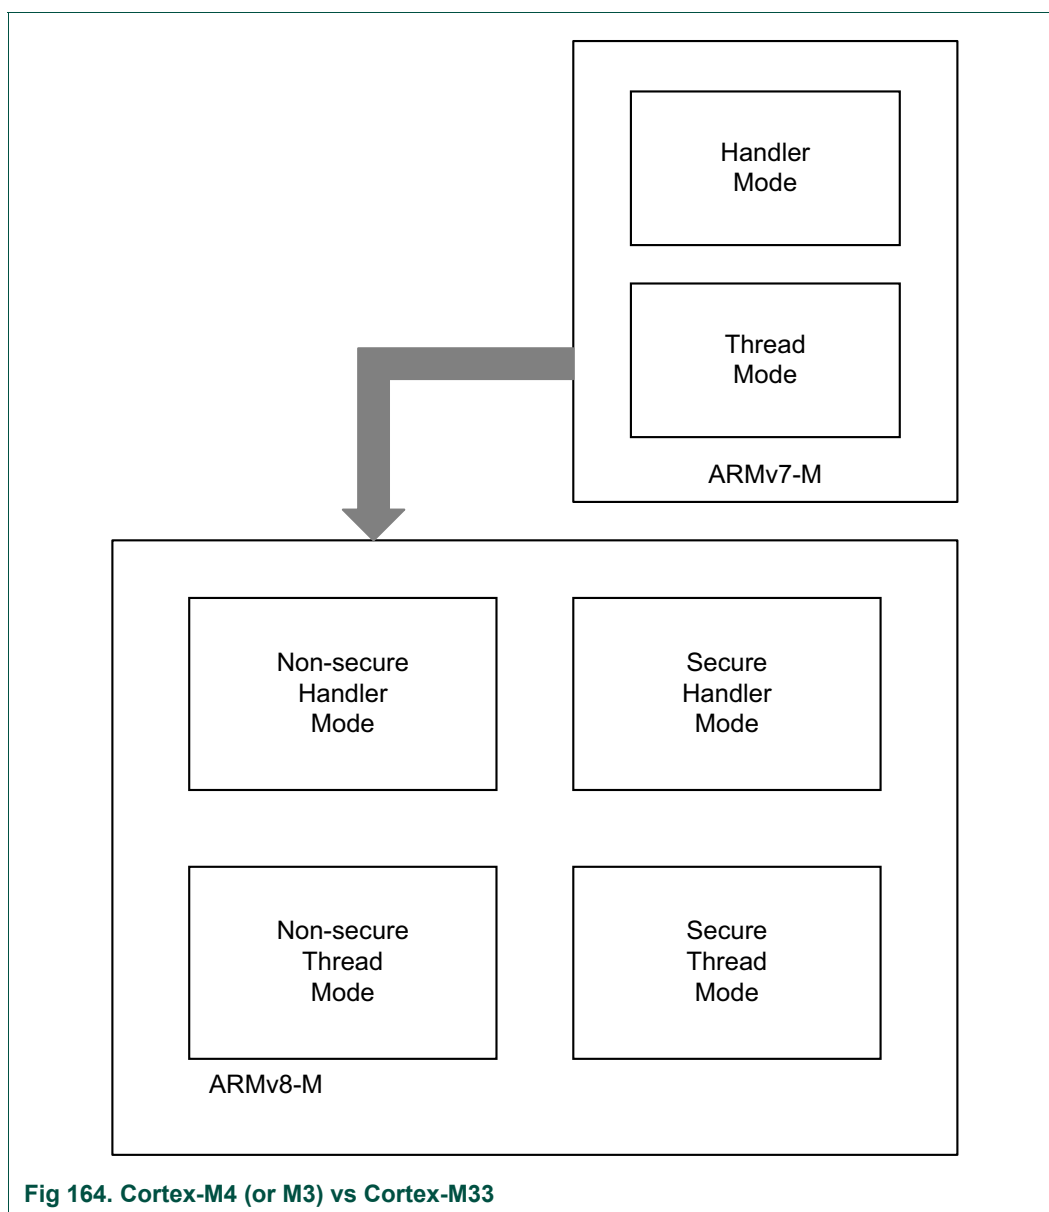 Handler
Mode
Thread
Mode
ARMv7-M
Non-secure
Handler
Mode
Secure
Handler
Mode
Non-secure
Thread
Mode
Secure
Thread
Mode
ARMv8-M
Fig 164. Cortex-M4 (or M3) vs Cortex-M33